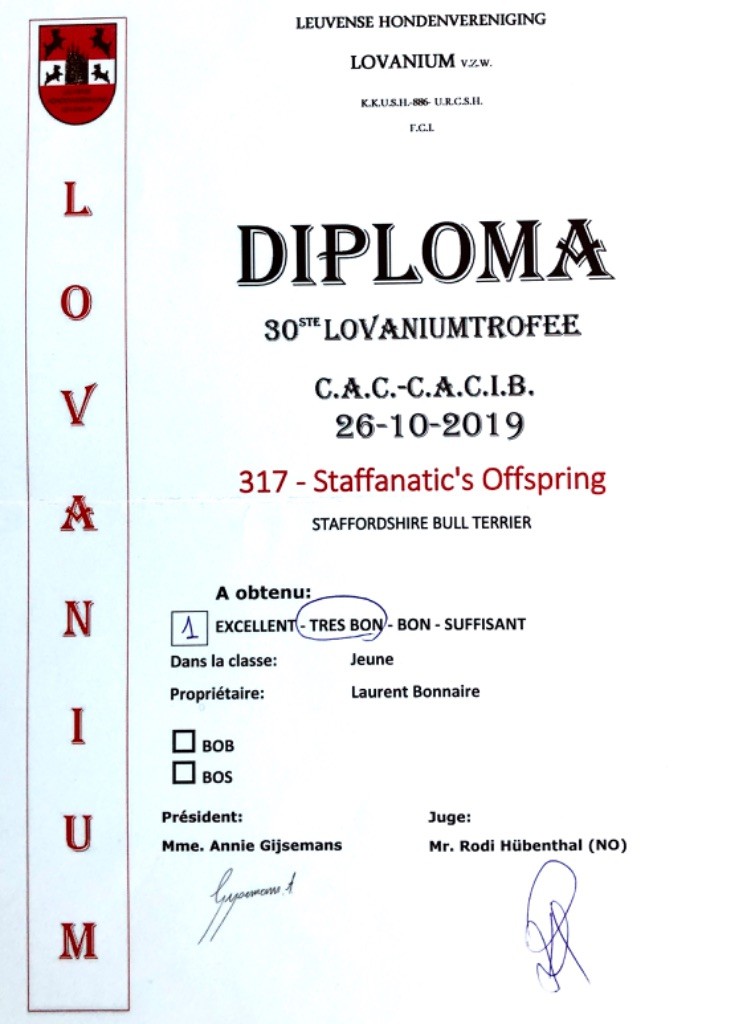 LEUVENSE HONDENVERENIGING
LOVANIUM V.Z.W.
K.K.U.S.H.-886- U.R.C.S.H.
F.C.I.
LOVANIUM
DIPLOMA
30STE LOVANIUMTROFEE
C.A.C.-C.A.C.I.B.
26-10-2019
317 - Staffanatic's Offspring
STAFFORDSHIRE BULL TERRIER
A obtenu:
1 EXCELLENT - TRES BON - BON - SUFFISANT
Dans la classe: Jeune
Propriétaire: Laurent Bonnaire
BOB
BOS
Président: Juge:
Mme. Annie Gijsemans Mr. Rodi Hübenthal (NO)
Gijsemans A